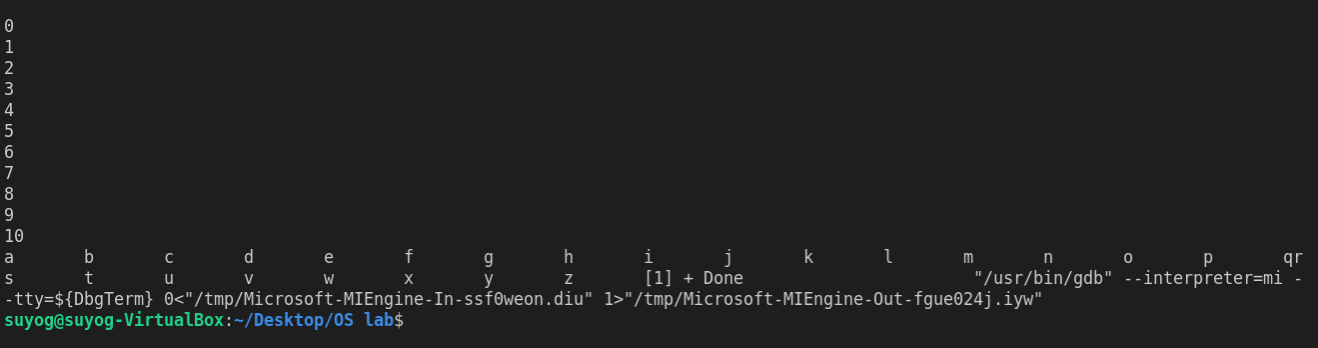 0
1
2
3
4
5
6
7
8
9
10
a       b       c       d       e       f       g       h       i       j       k       l       m       n       o       p       qr
s       t       u       v       w       x       y       z       [1] + Done                       "/usr/bin/gdb" --interpreter=mi -
-tty=${DbgTerm} 0<"/tmp/Microsoft-MIEngine-In-ssf0weon.diu" 1>"/tmp/Microsoft-MIEngine-Out-fgue024j.iyw"
suyog@suyog-VirtualBox:~/Desktop/OS lab$